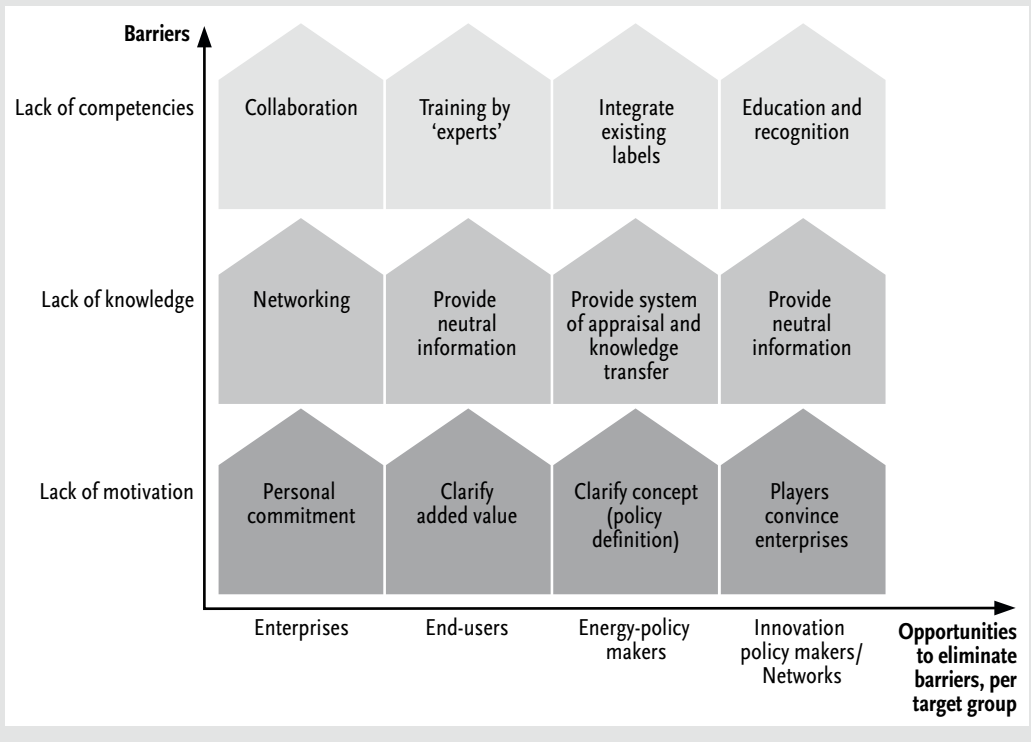 Barriers
Lack of competencies
Collaboration
Training by
‘experts’
Integrate
existing
labels
Education and
recognition
Lack of knowledge
Networking
Provide
neutral
information
Provide system
of appraisal and
knowledge
transfer
Provide
neutral
information
Lack of motivation
Personal
commitment
Clarify
added value
Clarify concept
(policy
definition)
Players
convince
enterprises
Enterprises
End-users
Energy-policy
makers
Innovation
policy makers/
Networks
Opportunities
to eliminate
barriers, per
target group